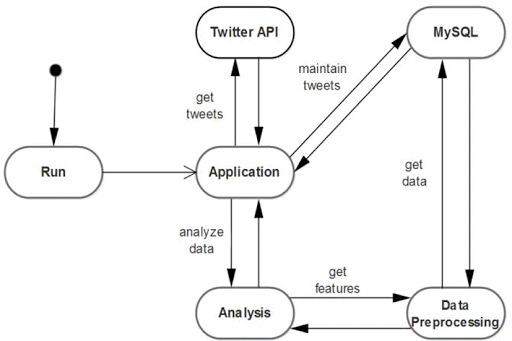 Twitter API
MySQL
maintain
tweets
get
tweets
Run
Application
get
data
analyze
data
get
features
Analysis
Data
Preprocessing